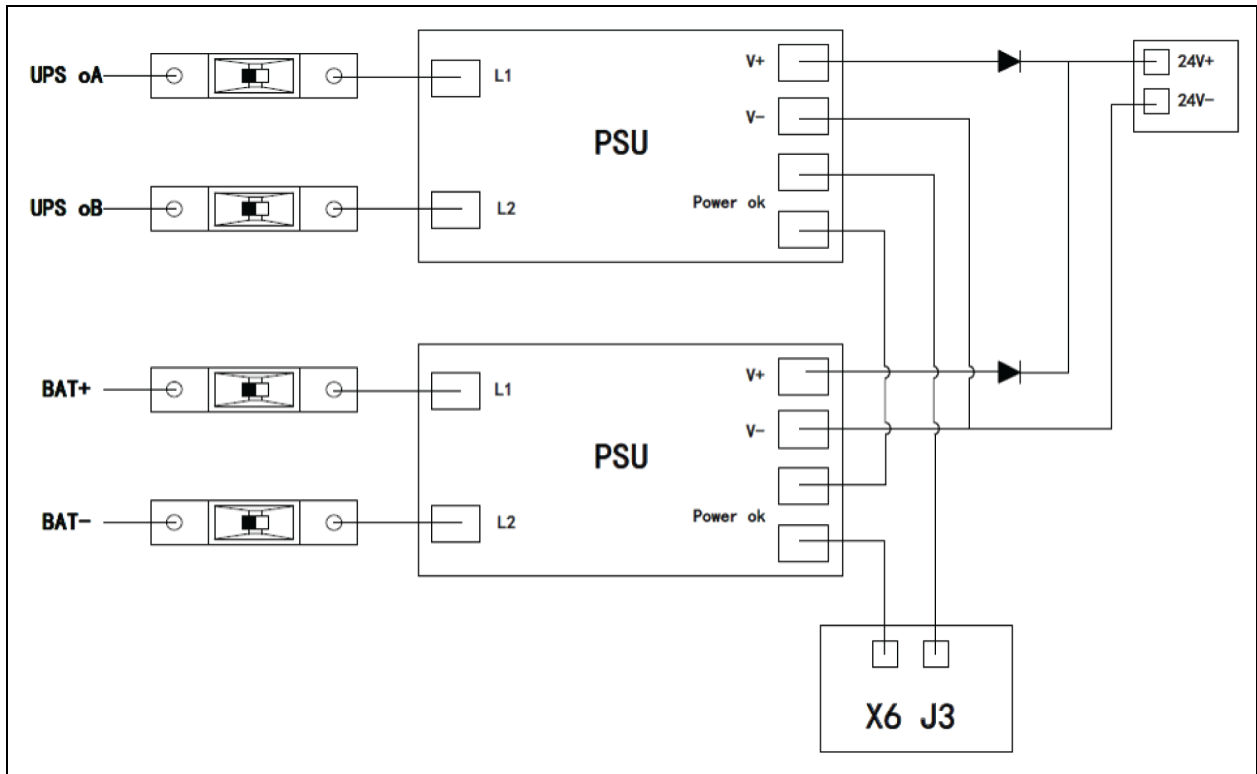 UPS oA
L1
V+
24V+
V-
24V-
PSU
UPS oB
L2
Power ok
BAT+
L1
V+
V-
PSU
BAT-
L2
Power ok
X6 J3